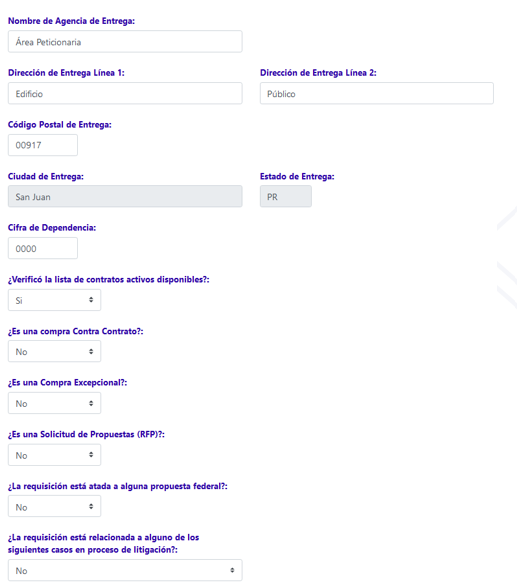 Nombre de Agencia de Entrega:
Área Peticionaria
Dirección de Entrega Línea 1:
Dirección de Entrega Línea 2:
Edificio
Público
Código Postal de Entrega:
00917
Ciudad de Entrega:
Estado de Entrega:
San Juan
PR
Cifra de Dependencia:
0000
¿Verificó la lista de contratos activos disponibles?:
Si
¿Es una compra Contra Contrato?:
No
¿Es una Compra Excepcional?:
No
¿Es una Solicitud de Propuestas (RFP)?:
No
¿La requisición está atada a alguna propuesta federal?:
No
¿La requisición está relacionada a alguno de los
siguientes casos en proceso de litigación?:
No